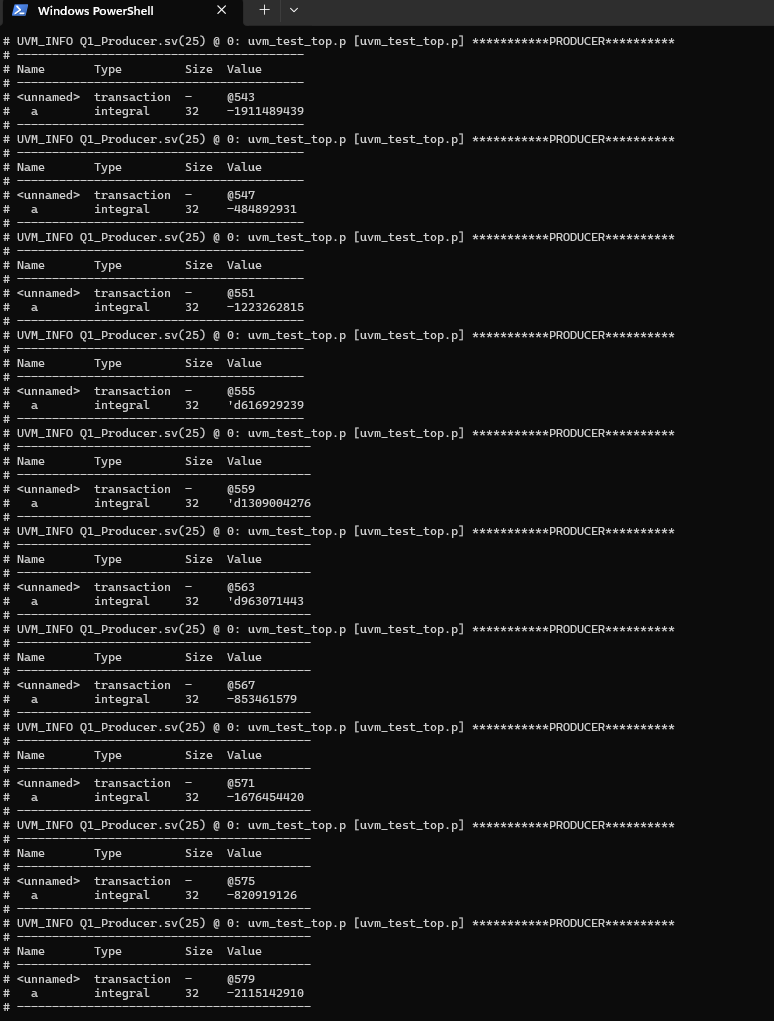 Windows PowerShell
# UVM_INFO Q1_Producer.sv(25) @ 0: uvm_test_top.p [uvm_test_top.p] ***********PRODUCER**********
# -----------------------------------------
# Name       Type         Size  Value
# -----------------------------------------
# <unnamed>  transaction  -     @543
#   a        integral     32    -1911489439
# -----------------------------------------
# UVM_INFO Q1_Producer.sv(25) @ 0: uvm_test_top.p [uvm_test_top.p] ***********PRODUCER**********
# -----------------------------------------
# Name       Type         Size  Value
# -----------------------------------------
# <unnamed>  transaction  -     @547
#   a        integral     32    -484892931
# ----------------------------------------
# UVM_INFO Q1_Producer.sv(25) @ 0: uvm_test_top.p [uvm_test_top.p] ***********PRODUCER**********
# -----------------------------------------
# Name       Type         Size  Value
# -----------------------------------------
# <unnamed>  transaction  -     @551
#   a        integral     32    -1223262815
# -----------------------------------------
# UVM_INFO Q1_Producer.sv(25) @ 0: uvm_test_top.p [uvm_test_top.p] ***********PRODUCER**********
# -----------------------------------------
# Name       Type         Size  Value
# -----------------------------------------
# <unnamed>  transaction  -     @555
#   a        integral     32    'd616929239
# -----------------------------------------
# UVM_INFO Q1_Producer.sv(25) @ 0: uvm_test_top.p [uvm_test_top.p] ***********PRODUCER**********
# ------------------------------------------
# Name       Type         Size  Value
# ------------------------------------------
# <unnamed>  transaction  -     @559
#   a        integral     32    'd1309004276
# ------------------------------------------
# UVM_INFO Q1_Producer.sv(25) @ 0: uvm_test_top.p [uvm_test_top.p] ***********PRODUCER**********
# ------------------------------------------
# Name       Type         Size  Value
# ------------------------------------------
# <unnamed>  transaction  -     @563
#   a        integral     32    'd963071443
# ------------------------------------------
# UVM_INFO Q1_Producer.sv(25) @ 0: uvm_test_top.p [uvm_test_top.p] ***********PRODUCER**********
# ------------------------------------------
# Name       Type         Size  Value
# ------------------------------------------
# <unnamed>  transaction  -     @567
#   a        integral     32    -853461579
# ------------------------------------------
# UVM_INFO Q1_Producer.sv(25) @ 0: uvm_test_top.p [uvm_test_top.p] ***********PRODUCER**********
# ------------------------------------------
# Name       Type         Size  Value
# ------------------------------------------
# <unnamed>  transaction  -     @571
#   a        integral     32    -1676454420
# ------------------------------------------
# UVM_INFO Q1_Producer.sv(25) @ 0: uvm_test_top.p [uvm_test_top.p] ***********PRODUCER**********
# ------------------------------------------
# Name       Type         Size  Value
# ------------------------------------------
# <unnamed>  transaction  -     @575
#   a        integral     32    -820919126
# ------------------------------------------
# UVM_INFO Q1_Producer.sv(25) @ 0: uvm_test_top.p [uvm_test_top.p] ***********PRODUCER**********
# ------------------------------------------
# Name       Type         Size  Value
# ------------------------------------------
# <unnamed>  transaction  -     @579
#   a        integral     32    -2115142910
# ------------------------------------------